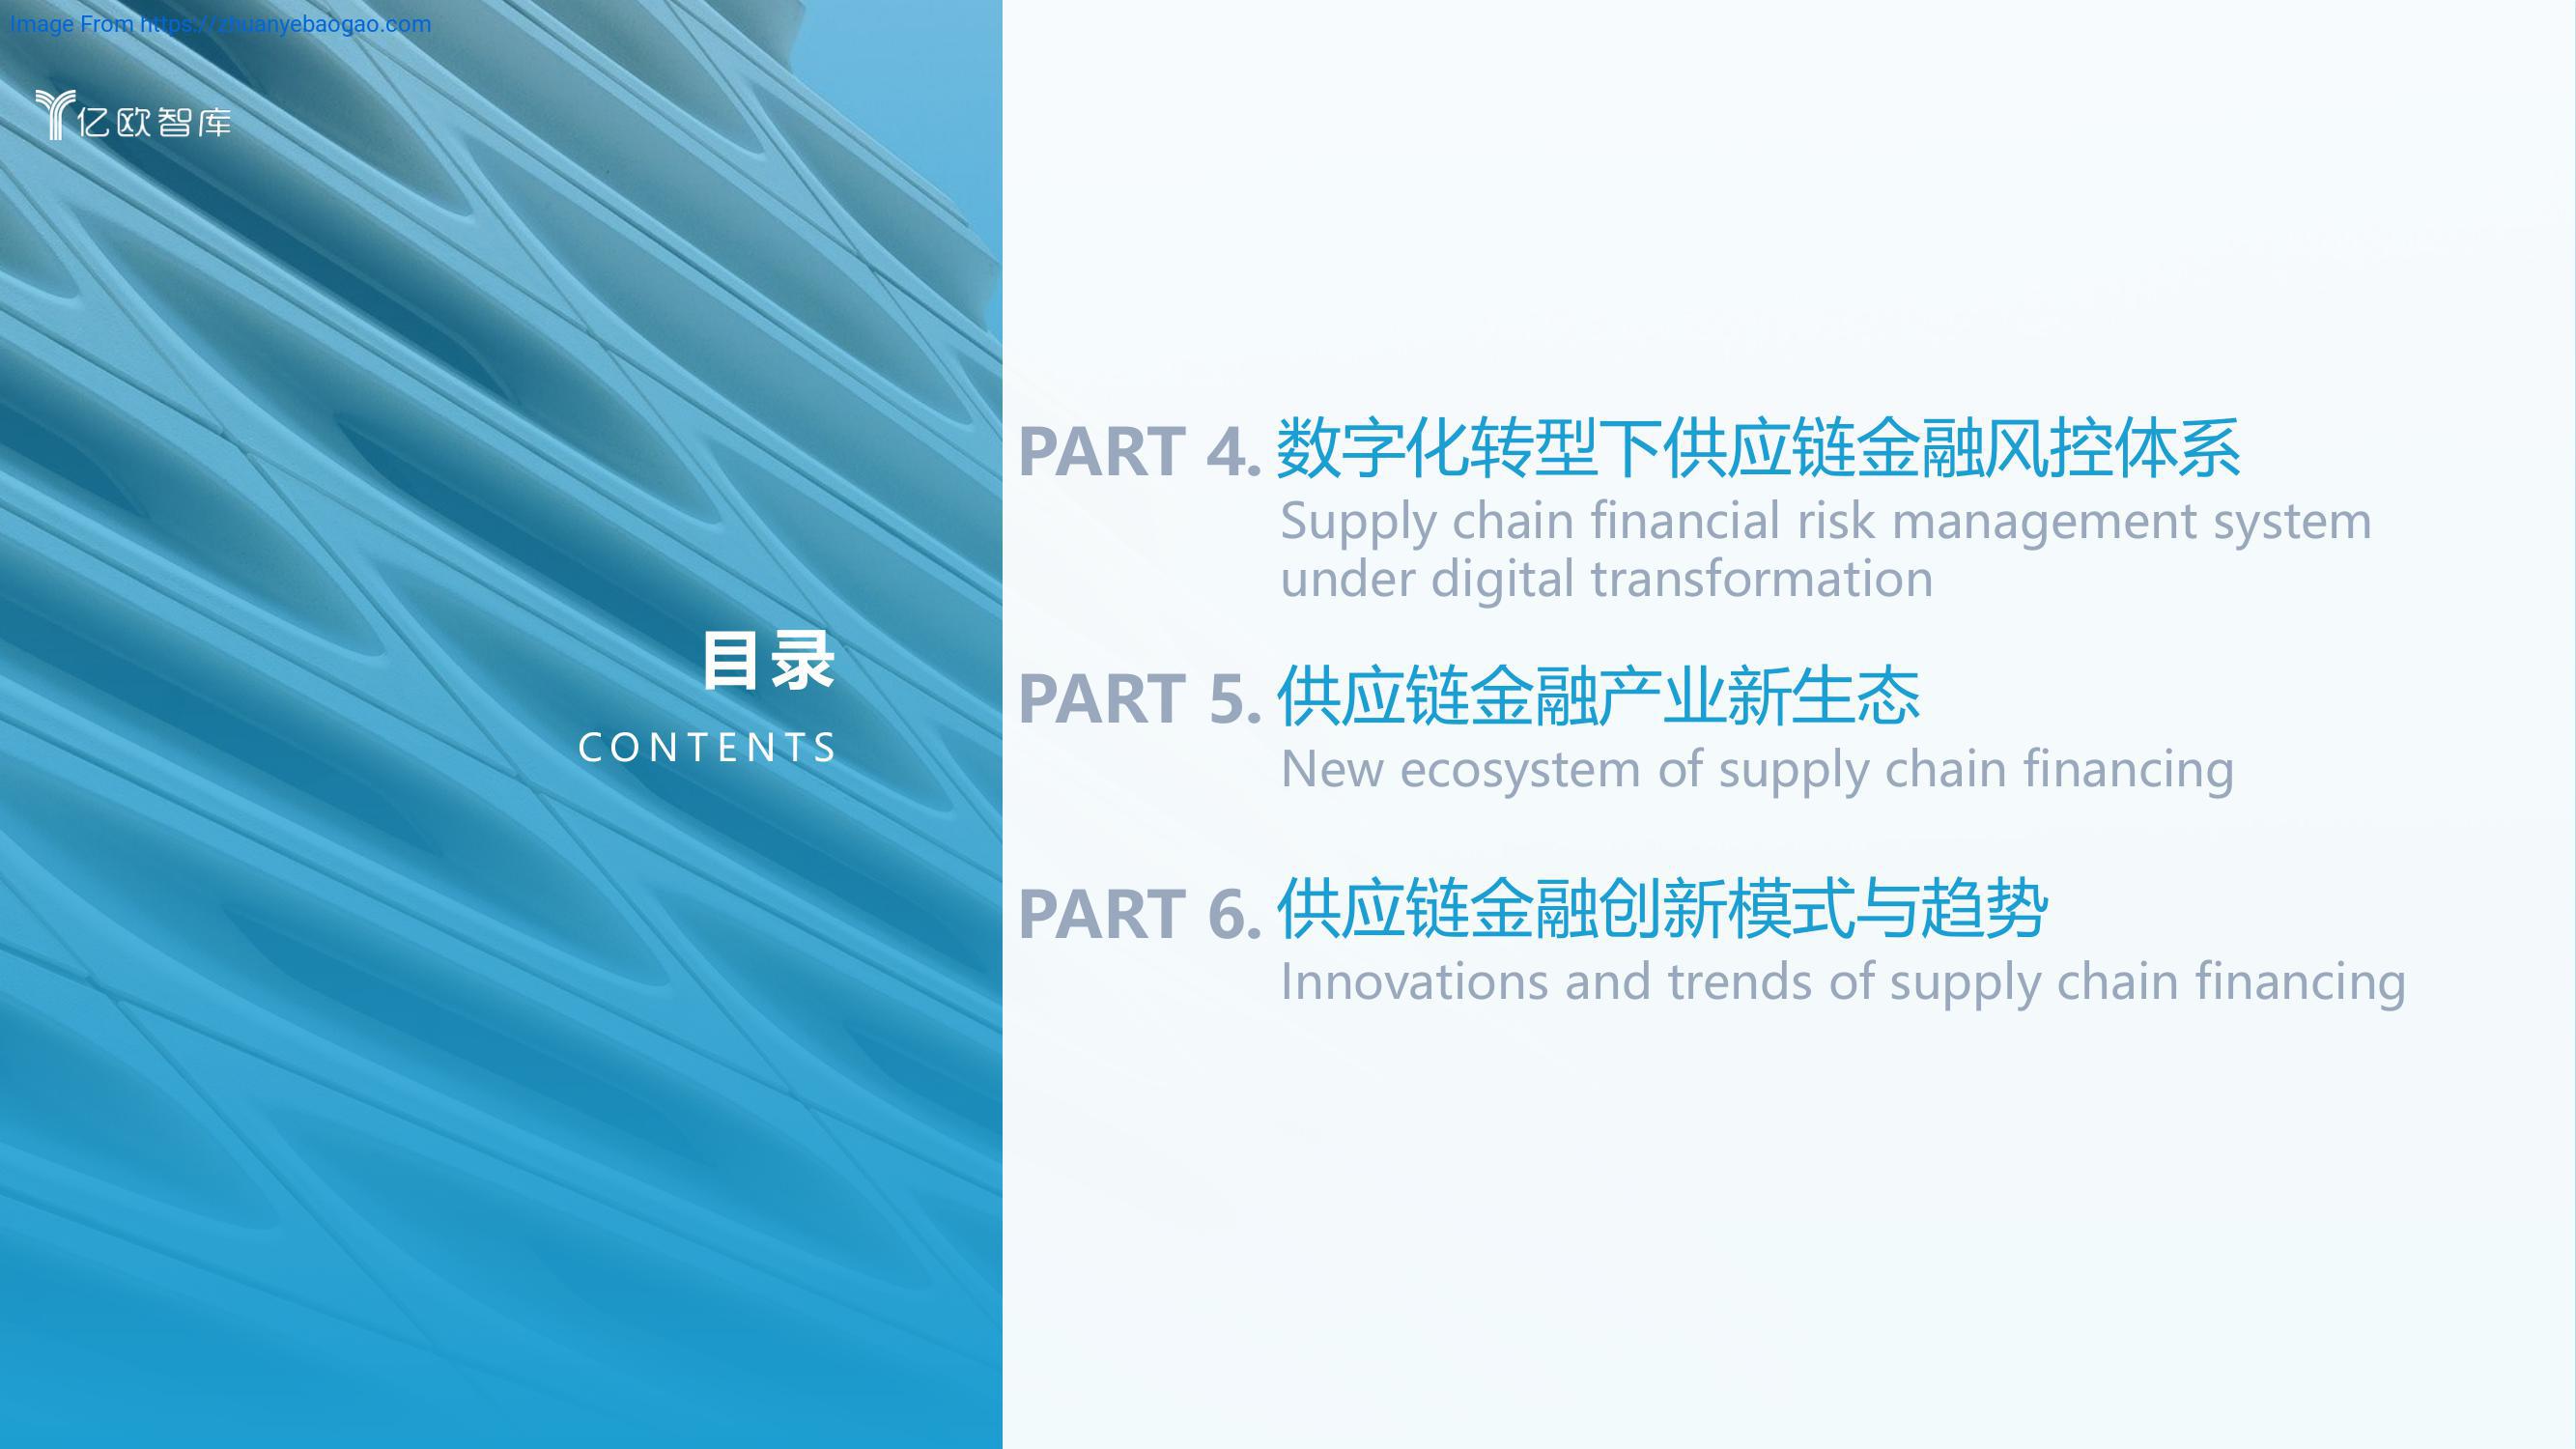 Image From https://zhuanyebaogao.com
亿欧智库
目录
CONTENTS
PART 4. 数字化转型下供应链金融风控体系
Supply chain financial risk management system
under digital transformation
PART 5. 供应链金融产业新生态
New ecosystem of supply chain financing
PART 6. 供应链金融创新模式与趋势
Innovations and trends of supply chain financing